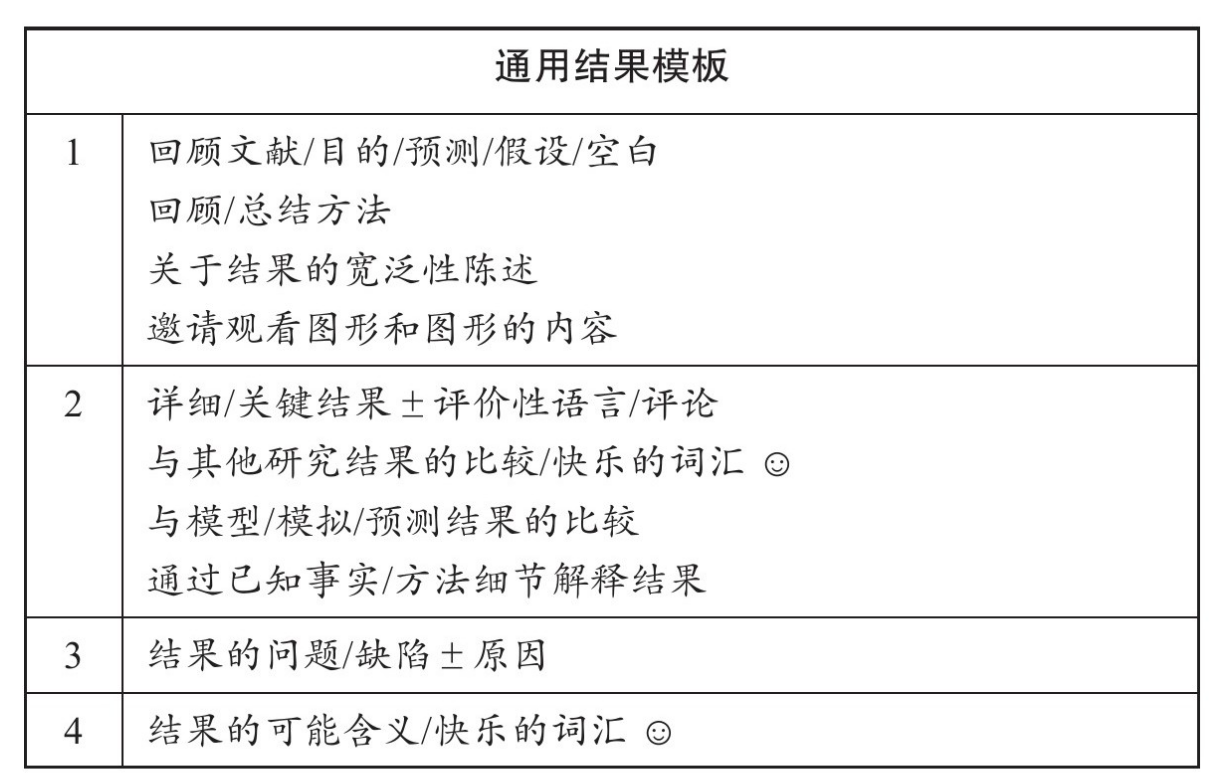 通用结果模板
1 回顾文献/目的/预测/假设/空白
回顾/总结方法
关于结果的宽泛性陈述
邀请观看图形和图形的内容
2 详细/关键结果±评价性语言/评论
与其他研究结果的比较/快乐的词汇 ☺
与模型/模拟/预测结果的比较
通过已知事实/方法细节解释结果
3 结果的问题/缺陷±原因
4 结果的可能含义/快乐的词汇 ☺